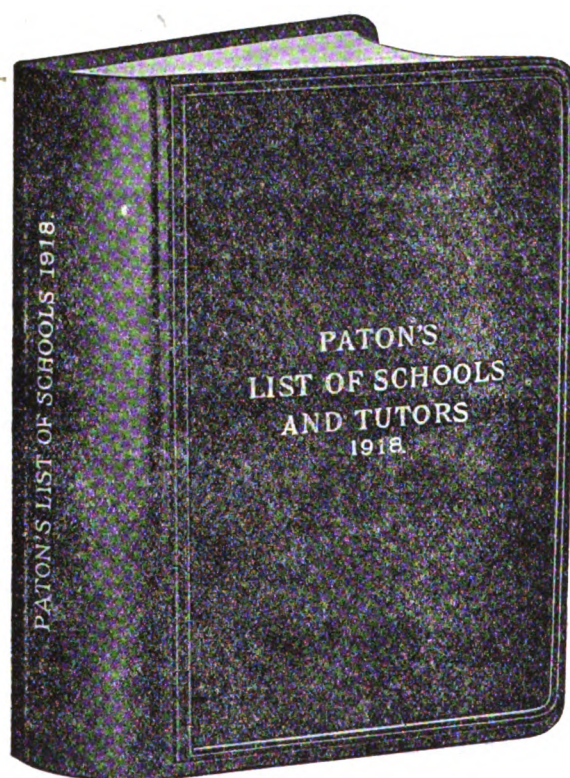 PATON'S LIST OF SCHOOLS 1918.
PATON'S
LIST OF SCHOOLS
AND TUTORS
1918.